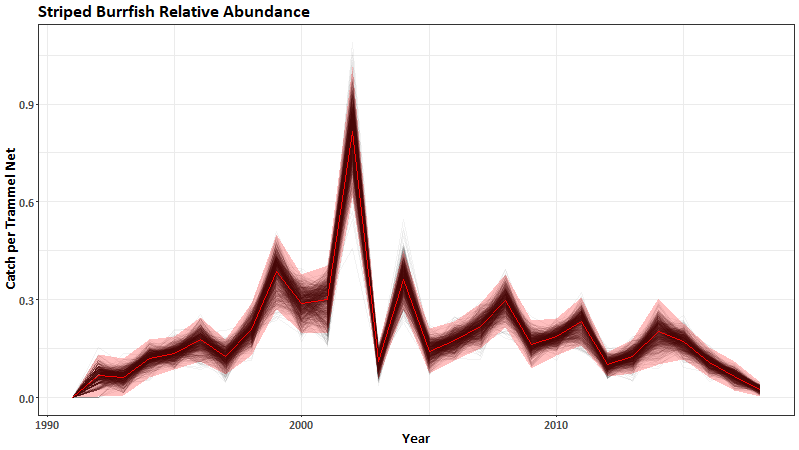 Striped Burrfish Relative Abundance
Catch per Trammel Net
0.9
0.6
0.3
0.0
1990 2000 2010
Year